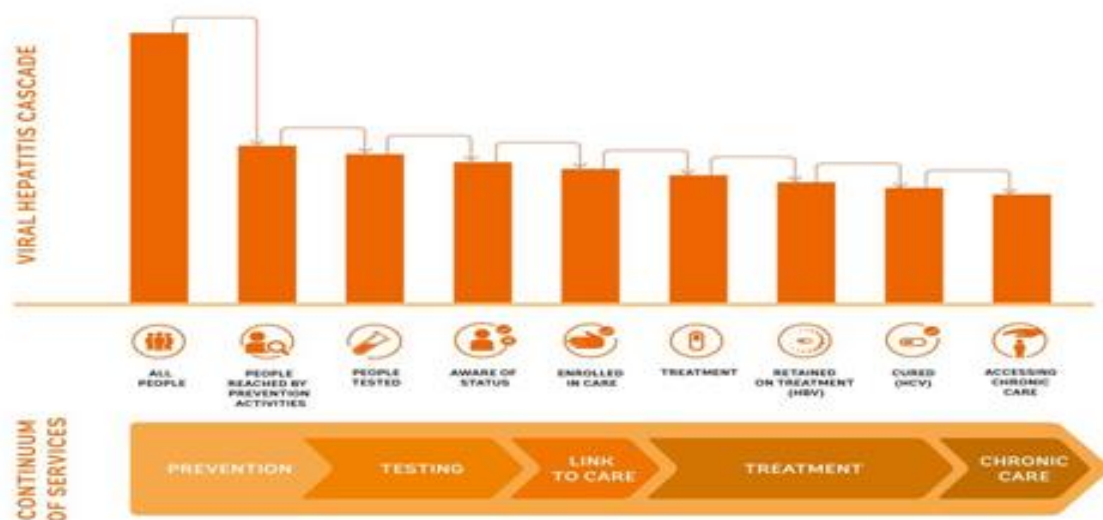 VIRAL HEPATITIS CASCADE
ALL
PEOPLE
PEOPLE
REACHED BY
PREVENTION
ACTIVITIES
PEOPLE
TESTED
AWARE OF
STATUS
ENROLLED
IN CARE
TREATMENT
RETAINED
ON TREATMENT
(HBV)
CURED
(HCV)
ACCESSING
CHRONIC
CARE
CONTINUUM
OF SERVICES
PREVENTION
TESTING
LINK
TO CARE
TREATMENT
CHRONIC
CARE